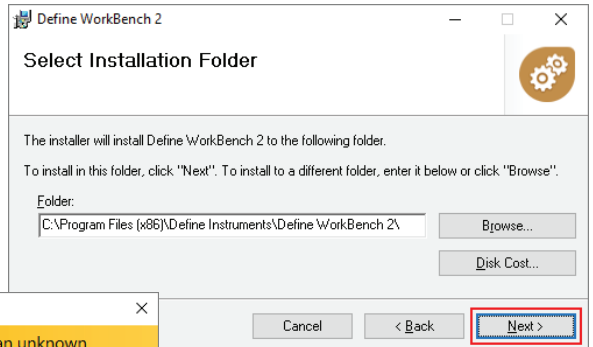 Define WorkBench 2
Select Installation Folder
The installer will install Define WorkBench 2 to the following folder.
To install in this folder, click "Next". To install to a different folder, enter it below or click "Browse".
Folder:
C:\Program Files (x86)\Define Instruments\Define WorkBench 2\
Browse...
Disk Cost...
Cancel
< Back
Next >
an unknown